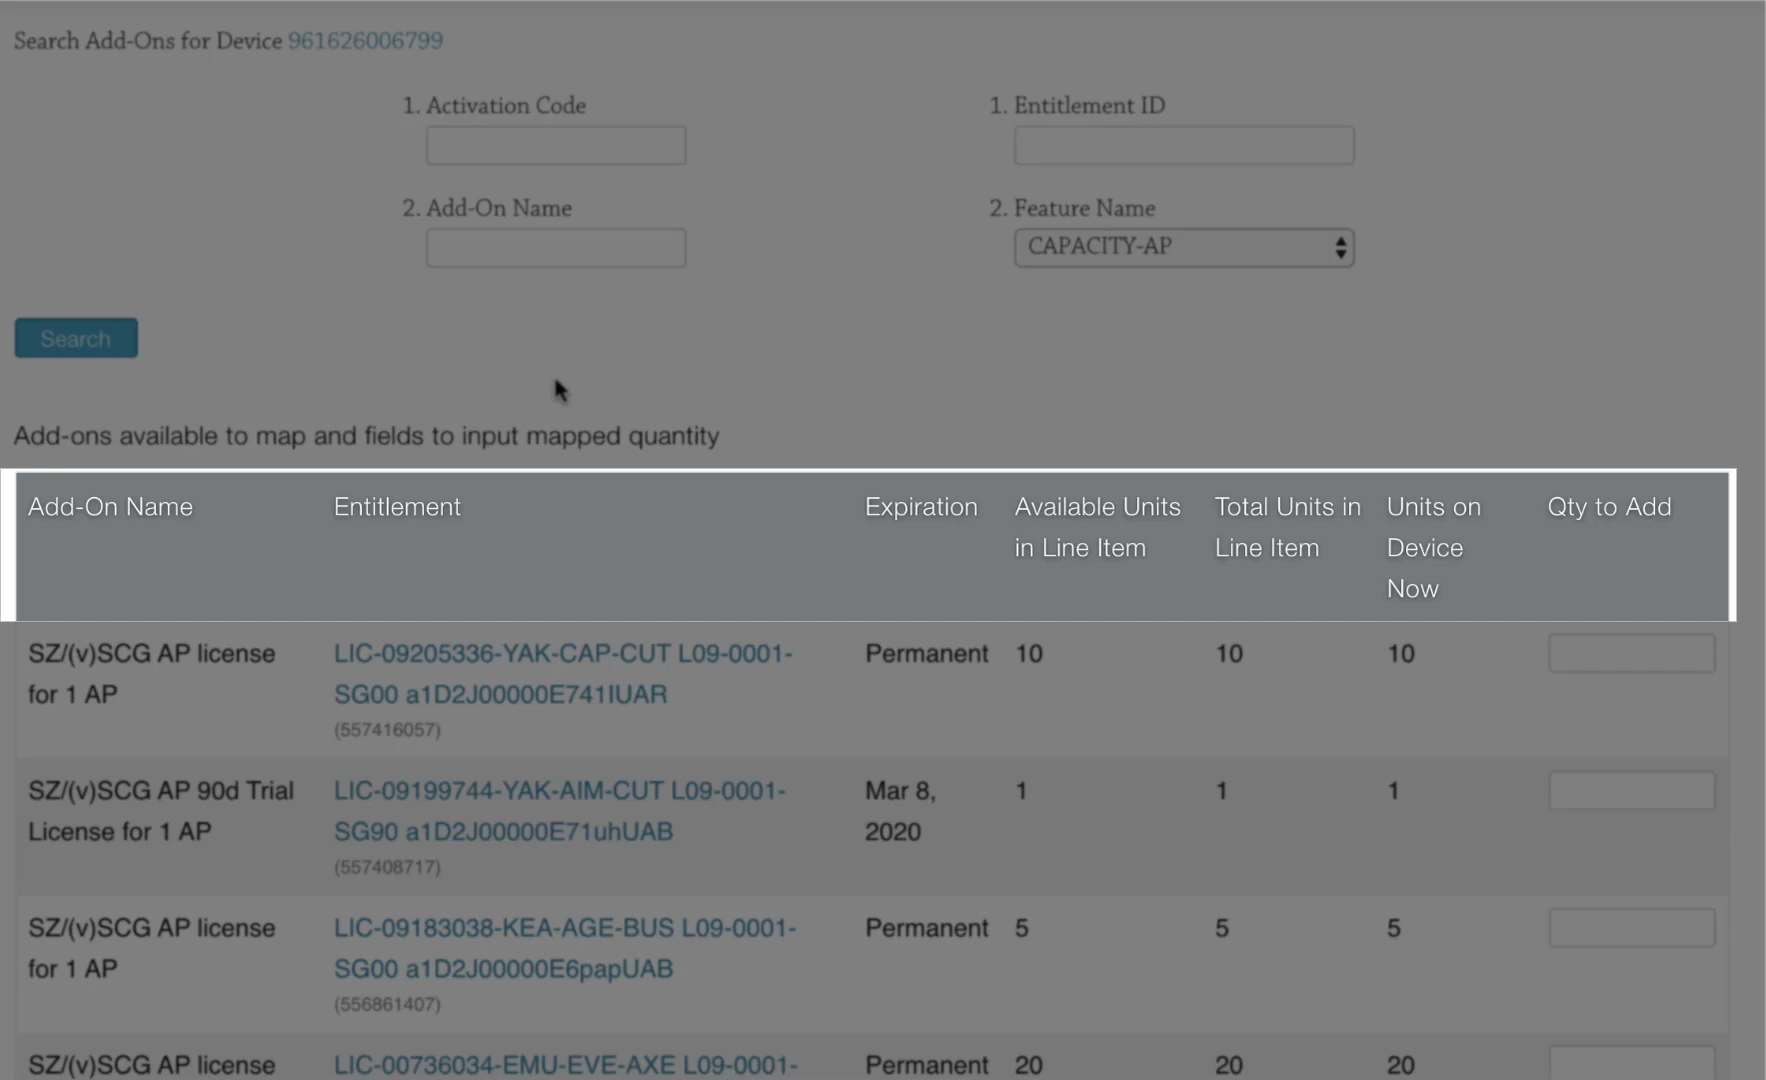 Search Add-Ons for Device 961626006799
1. Activation Code
1. Entitlement ID
2. Add-On Name
2. Feature Name
CAPACITY-AP
Search
Add-ons available to map and fields to input mapped quantity
Add-On Name Entitlement Expiration Available Units Total Units in Units on Qty to Add
in Line Item Line Item Device
Now
SZ/(v)SCG AP license LIC-09205336-YAK-CAP-CUT L09-0001- Permanent 10 10 10
for 1 AP SG00 a1D2J00000E741IUAR
(557416057)
SZ/(v)SCG AP 90d Trial LIC-09199744-YAK-AIM-CUT L09-0001- Mar 8, 1 1 1
License for 1 AP SG90 a1D2J00000E71uhUAB 2020
(557408717)
SZ/(v)SCG AP license LIC-09183038-KEA-AGE-BUS L09-0001- Permanent 5 5 5
for 1 AP SG00 a1D2J00000E6papUAB
(556861407)
SZ/(v)SCG AP license LIC-00736034-EMU-EVE-AXE L09-0001- Permanent 20 20 20